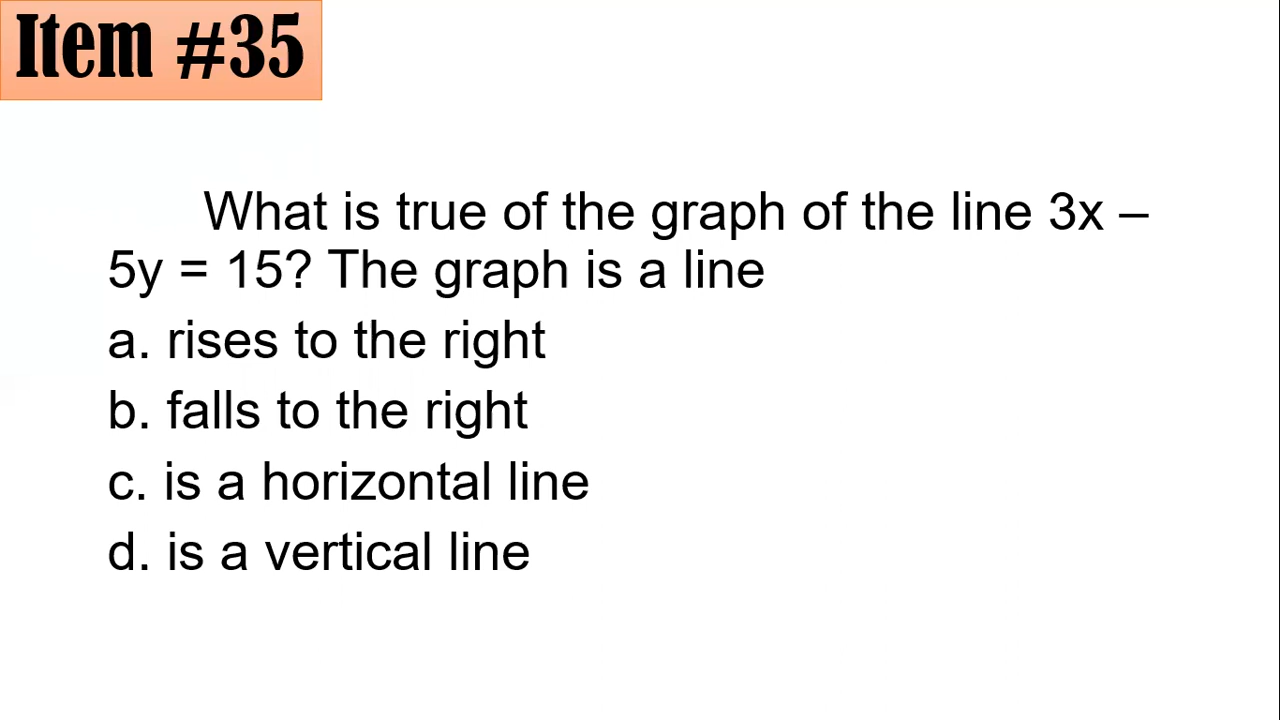 Item #35
What is true of the graph of the line 3x –
5y = 15? The graph is a line
a. rises to the right
b. falls to the right
c. is a horizontal line
d. is a vertical line